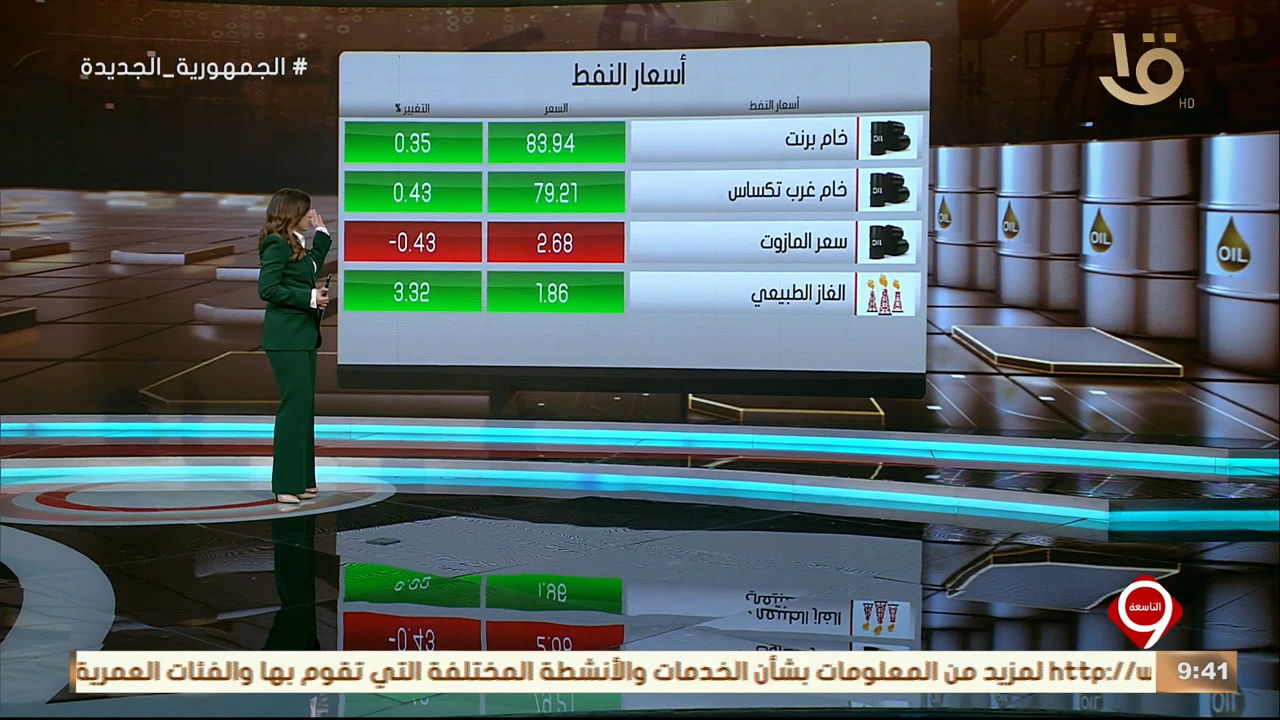 # الجمهورية_الجديدة
HD
أسعار النفط
أسعار النفط السعر التغيير %
خام برنت 83.94 0.35
خام غرب تكساس 79.21 0.43
سعر المازوت 2.68 -0.43
الغاز الطبيعي 1.86 3.32
OIL
OIL
OIL
OIL
التاسعة
9
http://w لمزيد من المعلومات بشأن الخدمات والأنشطة المختلفة التي تقوم بها والفئات العمرية
9:41